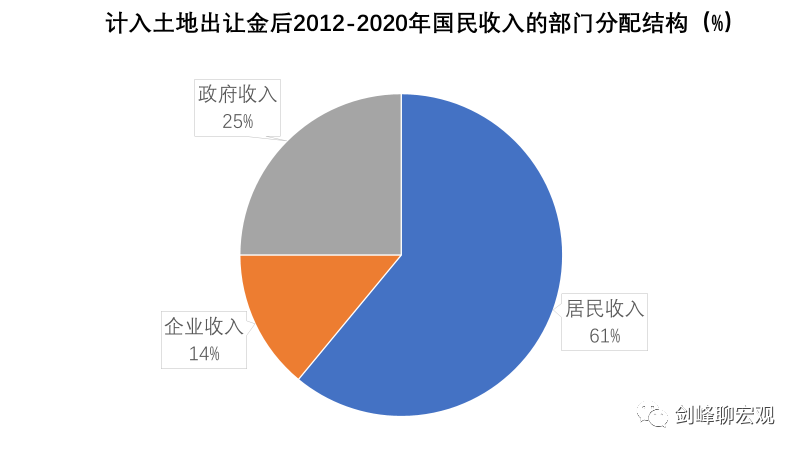 计入土地出让金后2012-2020年国民收入的部门分配结构（%）
政府收入
25%
企业收入
14%
居民收入
61%
剑峰聊宏观